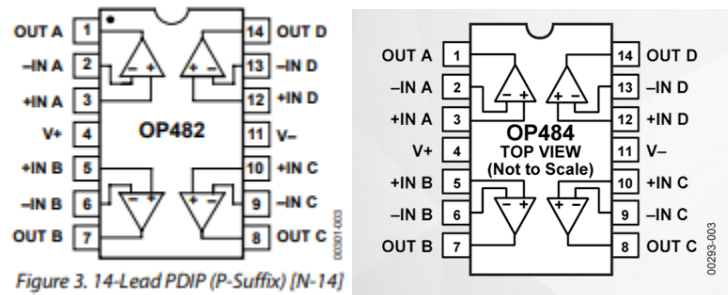 OUT A 1 14 OUT D
–IN A 2 – + + – 13 –IN D
+IN A 3 12 +IN D
V+ 4 OP482 11 V–
+IN B 5 10 +IN C
–IN B 6 – + + – 9 –IN C
OUT B 7 8 OUT C
00301-003
Figure 3. 14-Lead PDIP (P-Suffix) [N-14]
OUT A 1 14 OUT D
–IN A 2 – + + – 13 –IN D
+IN A 3 12 +IN D
OP484
V+ 4 TOP VIEW 11 V–
(Not to Scale)
+IN B 5 10 +IN C
–IN B 6 – + + – 9 –IN C
OUT B 7 8 OUT C
00293-003